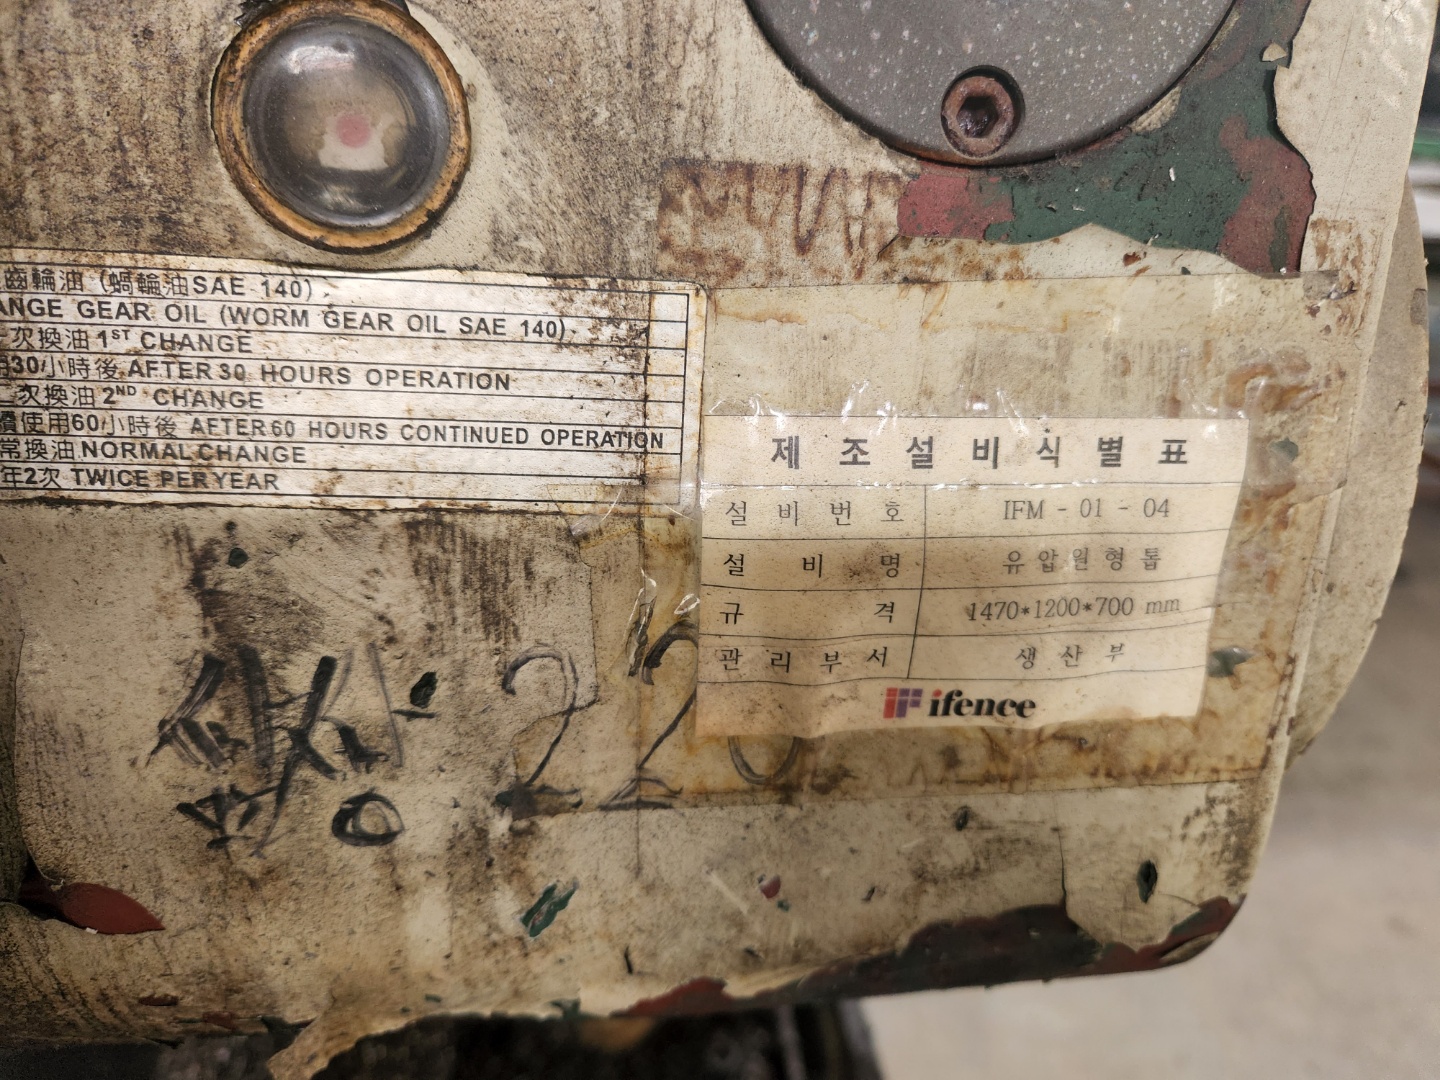 齒輪油 (蝸輪油SAE 140)
ANGE GEAR OIL (WORM GEAR OIL SAE 140)
次換油 1ST CHANGE
用30小時後 AFTER 30 HOURS OPERATION
次換油 2ND CHANGE
續使用60小時後 AFTER 60 HOURS CONTINUED OPERATION
常換油 NORMAL CHANGE
年2次 TWICE PER YEAR
제조설비식별표
설비번호 IFM - 01 - 04
설비명 유압원형톱
규격 1470*1200*700 mm
관리부서 생산부
ifence
220